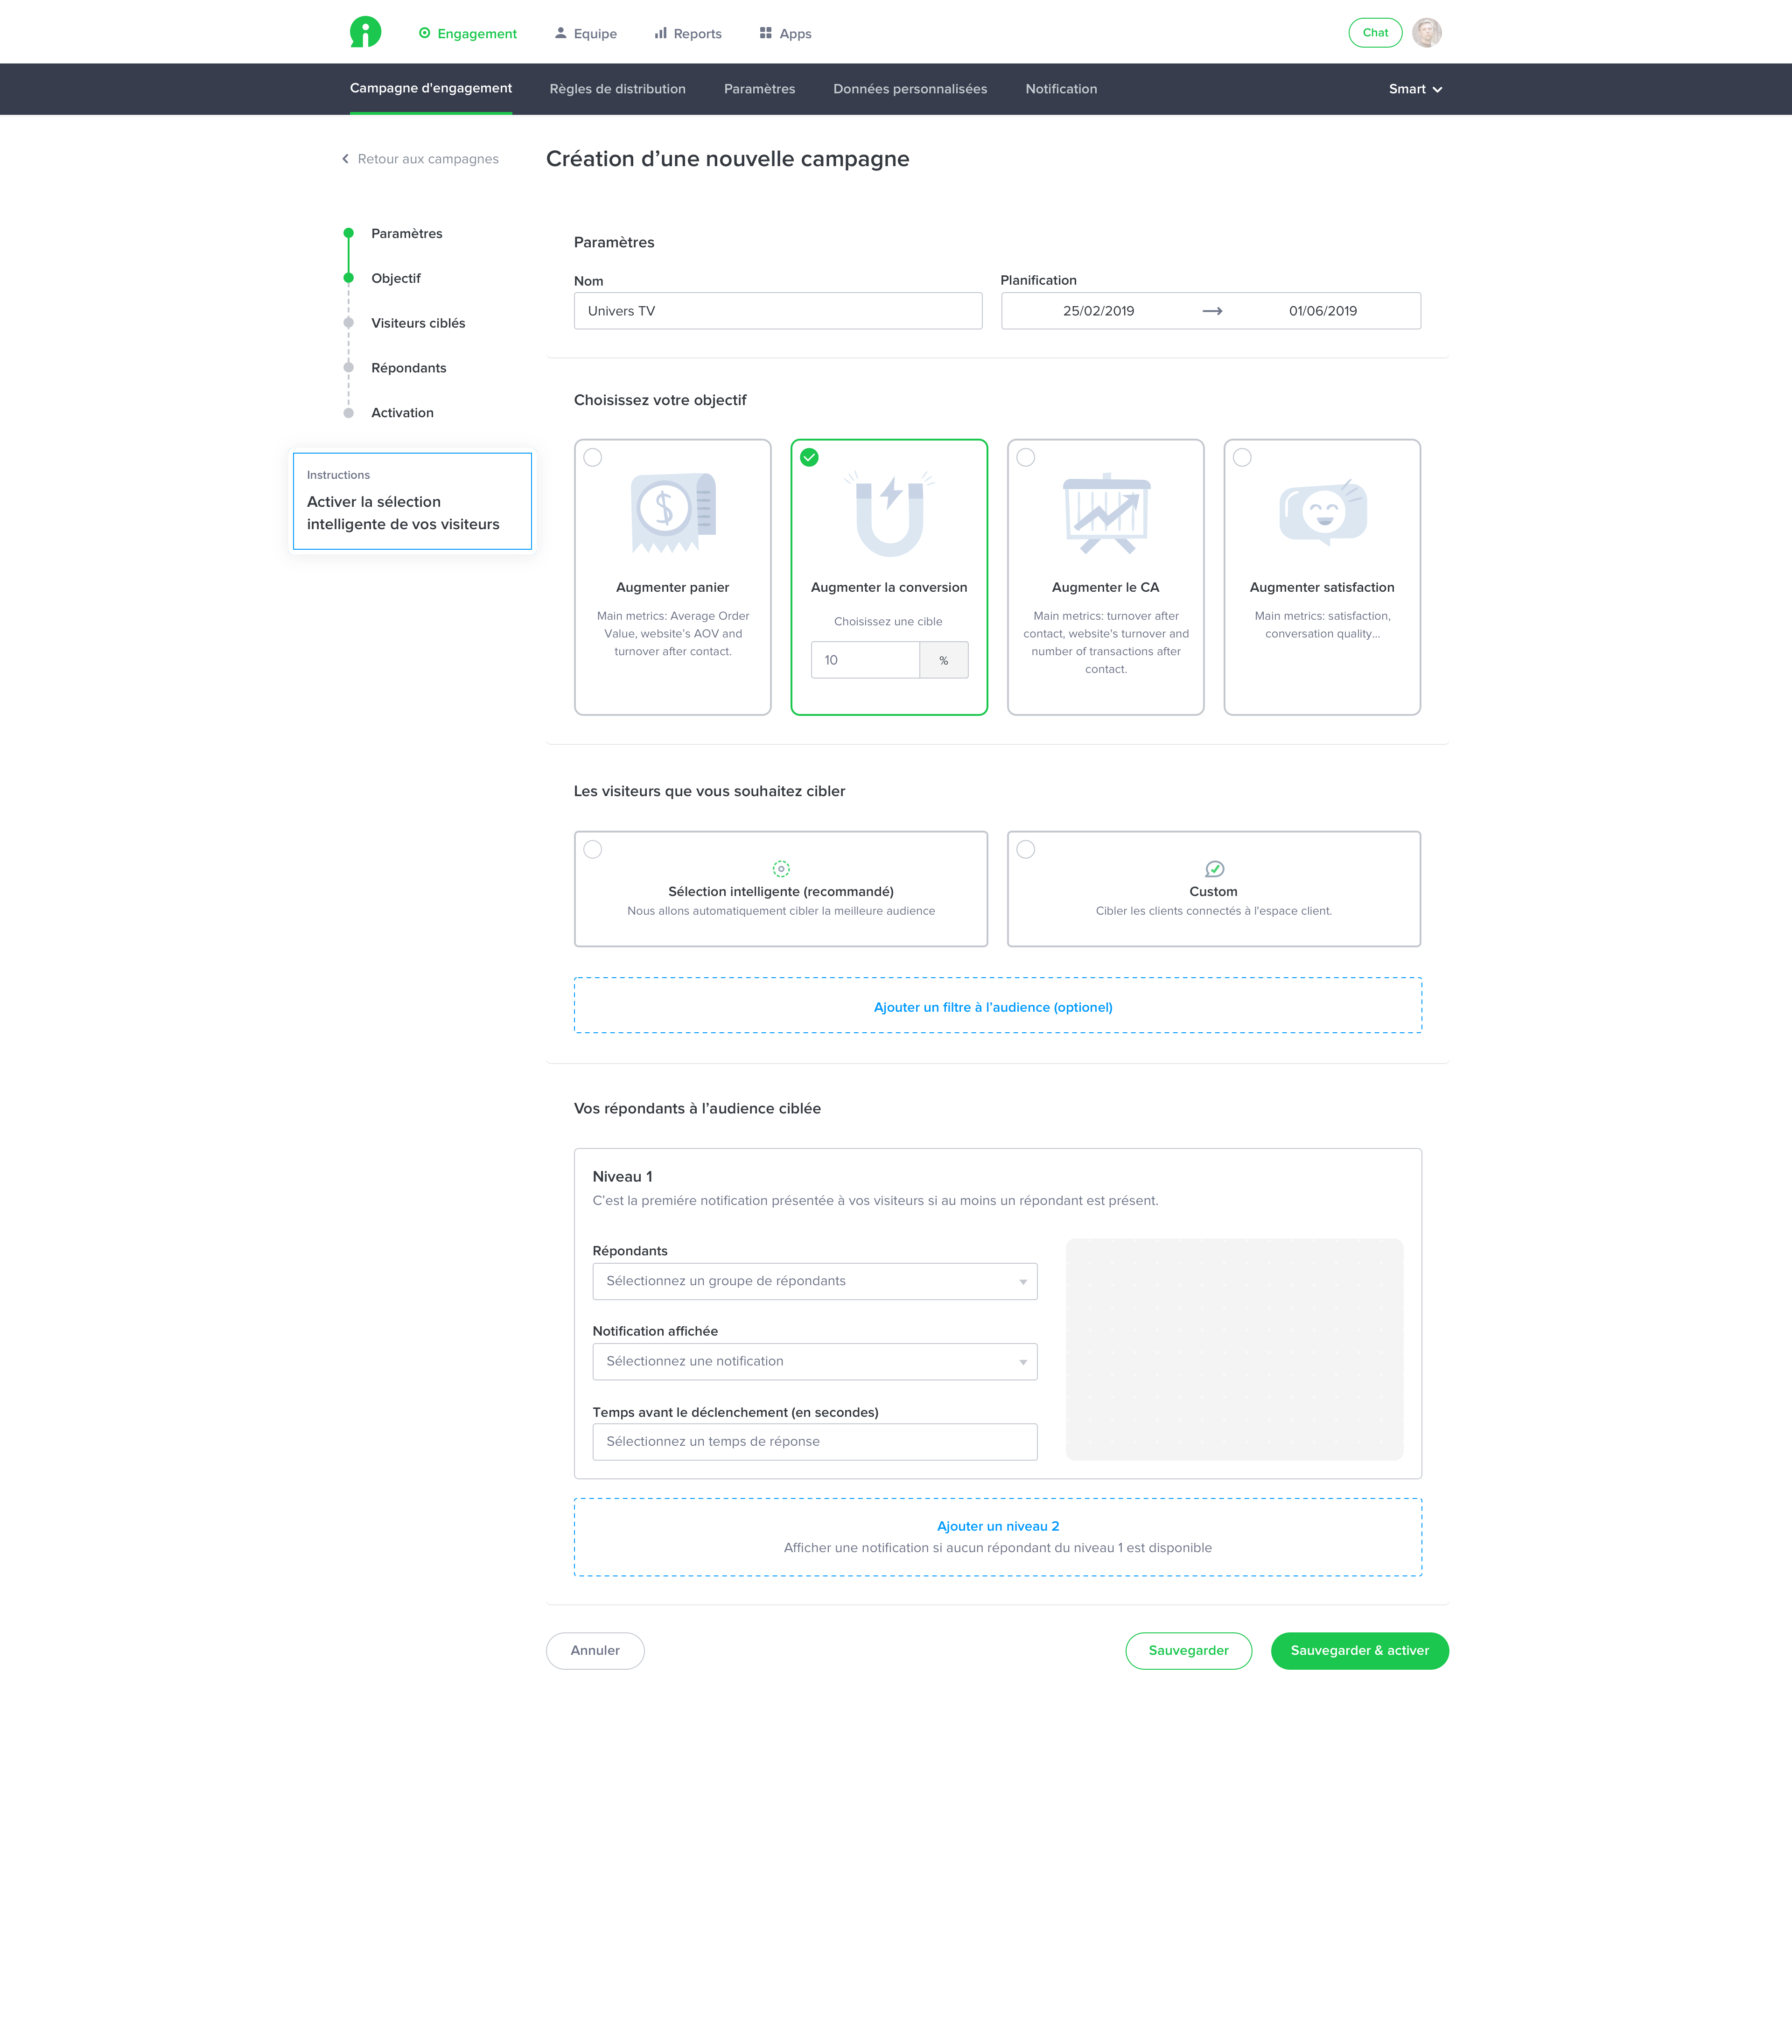 Engagement
Equipe
Reports
Apps
Chat
Campagne d'engagement
Règles de distribution
Paramètres
Données personnalisées
Notification
Smart
Retour aux campagnes
Création d’une nouvelle campagne
Paramètres
Objectif
Visiteurs ciblés
Répondants
Activation
Instructions
Activer la sélection
intelligente de vos visiteurs
Paramètres
Nom
Planification
Univers TV
25/02/2019
01/06/2019
Choisissez votre objectif
Augmenter panier
Main metrics: Average Order
Value, website’s AOV and
turnover after contact.
Augmenter la conversion
Choisissez une cible
10
%
Augmenter le CA
Main metrics: turnover after
contact, website's turnover and
number of transactions after
contact.
Augmenter satisfaction
Main metrics: satisfaction,
conversation quality...
Les visiteurs que vous souhaitez cibler
Sélection intelligente (recommandé)
Nous allons automatiquement cibler la meilleure audience
Custom
Cibler les clients connectés à l'espace client.
Ajouter un filtre à l’audience (optionel)
Vos répondants à l’audience ciblée
Niveau 1
C’est la premiére notification présentée à vos visiteurs si au moins un répondant est présent.
Répondants
Sélectionnez un groupe de répondants
Notification affichée
Sélectionnez une notification
Temps avant le déclenchement (en secondes)
Sélectionnez un temps de réponse
Ajouter un niveau 2
Afficher une notification si aucun répondant du niveau 1 est disponible
Annuler
Sauvegarder
Sauvegarder & activer